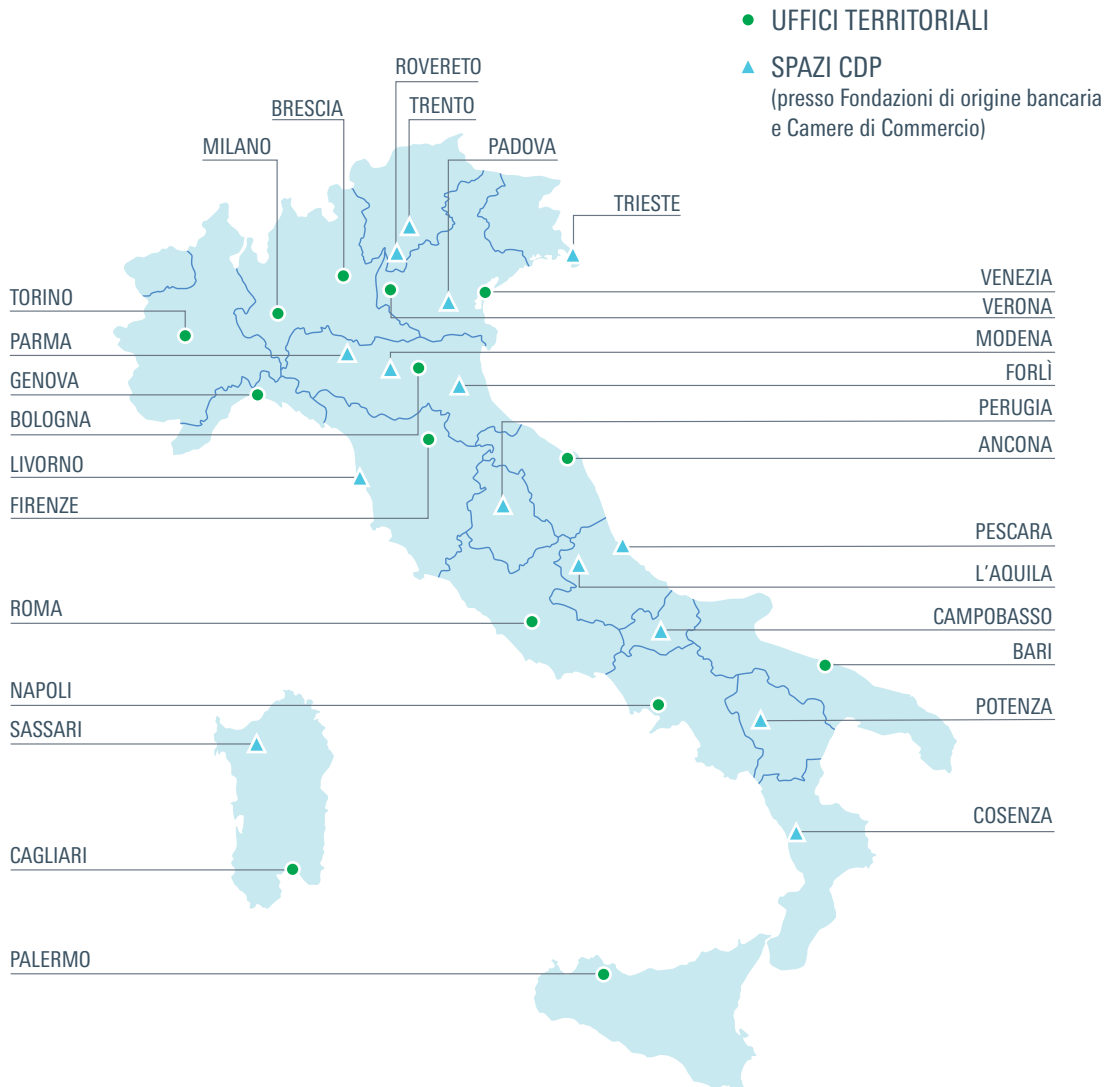 UFFICI TERRITORIALI
SPAZI CDP
(presso Fondazioni di origine bancaria
e Camere di Commercio)
ROVERETO
BRESCIA
TRENTO
MILANO
PADOVA
TRIESTE
TORINO
PARMA
GENOVA
BOLOGNA
LIVORNO
FIRENZE
ROMA
NAPOLI
SASSARI
CAGLIARI
PALERMO
VENEZIA
VERONA
MODENA
FORLÌ
PERUGIA
ANCONA
PESCARA
L'AQUILA
CAMPOBASSO
BARI
POTENZA
COSENZA